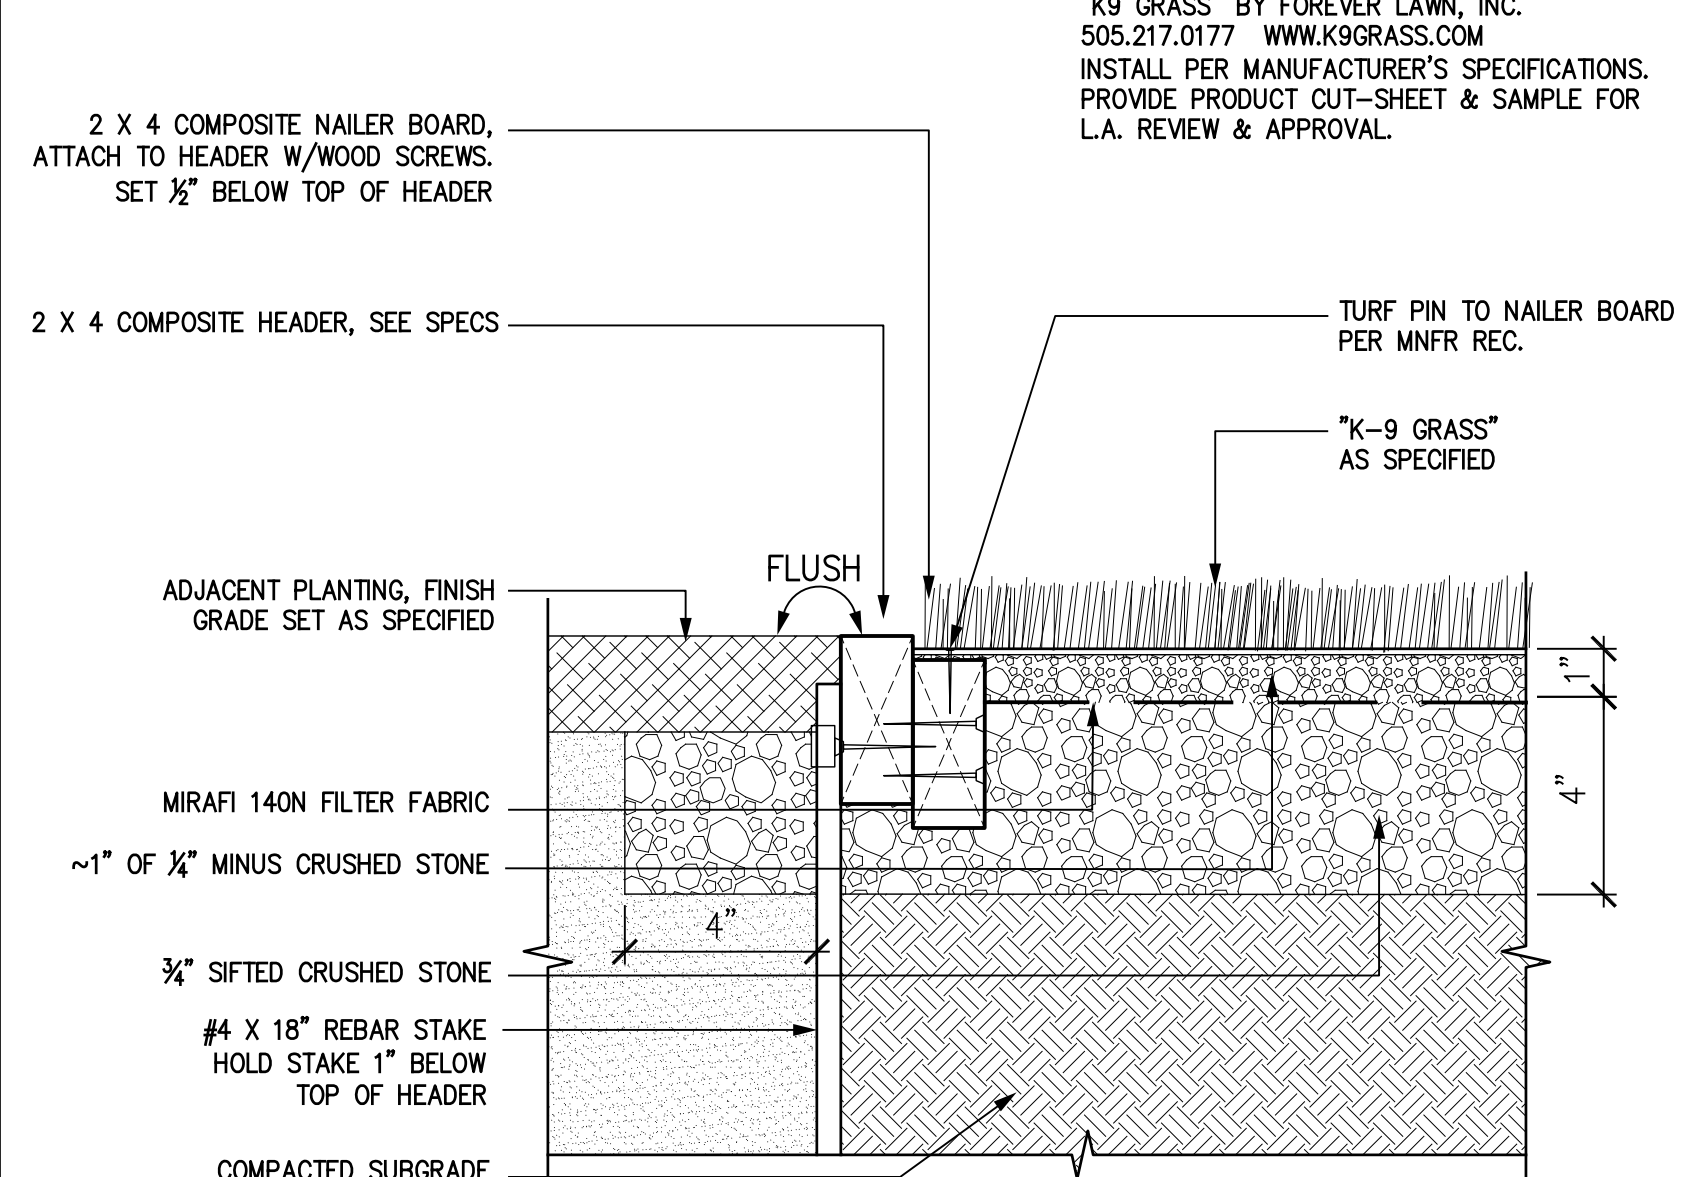 "K9 GRASS" BY FOREVER LAWN, INC.
505.217.0177 WWW.K9GRASS.COM
INSTALL PER MANUFACTURER'S SPECIFICATIONS.
PROVIDE PRODUCT CUT-SHEET & SAMPLE FOR
L.A. REVIEW & APPROVAL.
2 X 4 COMPOSITE NAILER BOARD,
ATTACH TO HEADER W/WOOD SCREWS.
SET ½" BELOW TOP OF HEADER
2 X 4 COMPOSITE HEADER, SEE SPECS
TURF PIN TO NAILER BOARD
PER MNFR REC.
"K-9 GRASS"
AS SPECIFIED
FLUSH
ADJACENT PLANTING, FINISH
GRADE SET AS SPECIFIED
1"
4"
MIRAFI 140N FILTER FABRIC
~1" OF ¼" MINUS CRUSHED STONE
4"
¾" SIFTED CRUSHED STONE
#4 X 18" REBAR STAKE
HOLD STAKE 1" BELOW
TOP OF HEADER
COMPACTED SUBGRADE